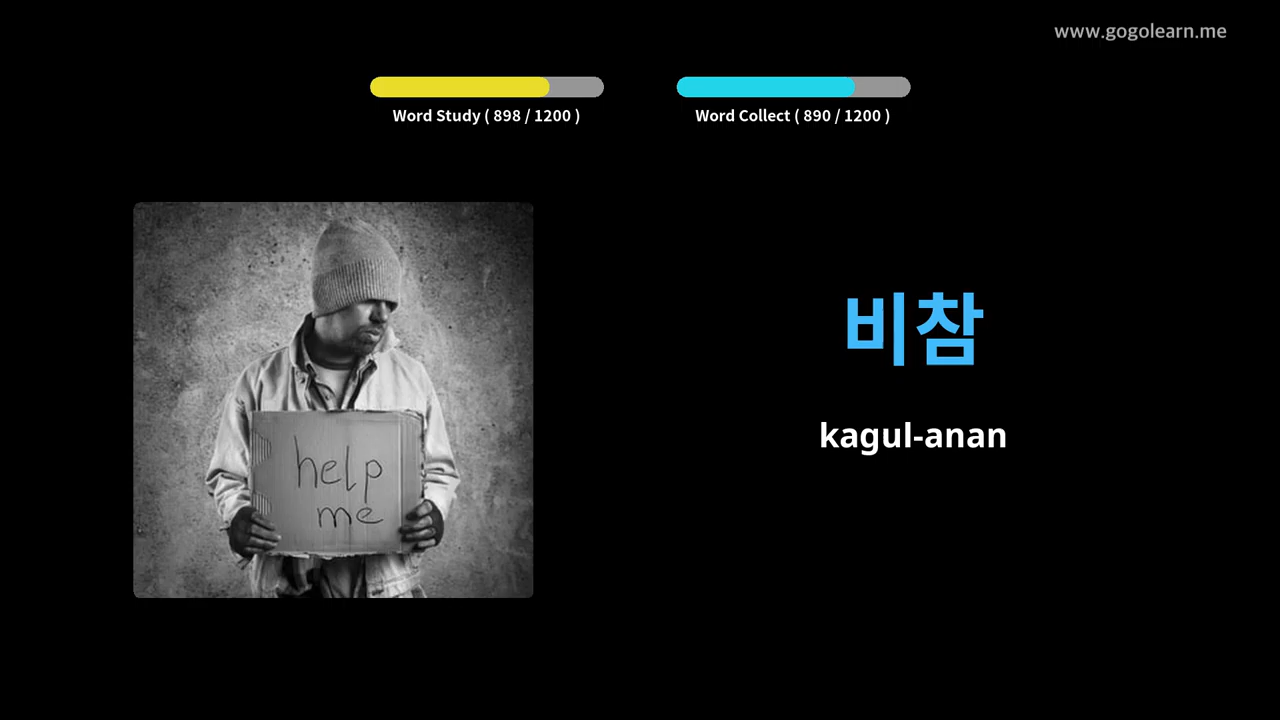 www.gogolearn.me
Word Study ( 898 / 1200 )
Word Collect ( 890 / 1200 )
비참
kagul-anan
help
me